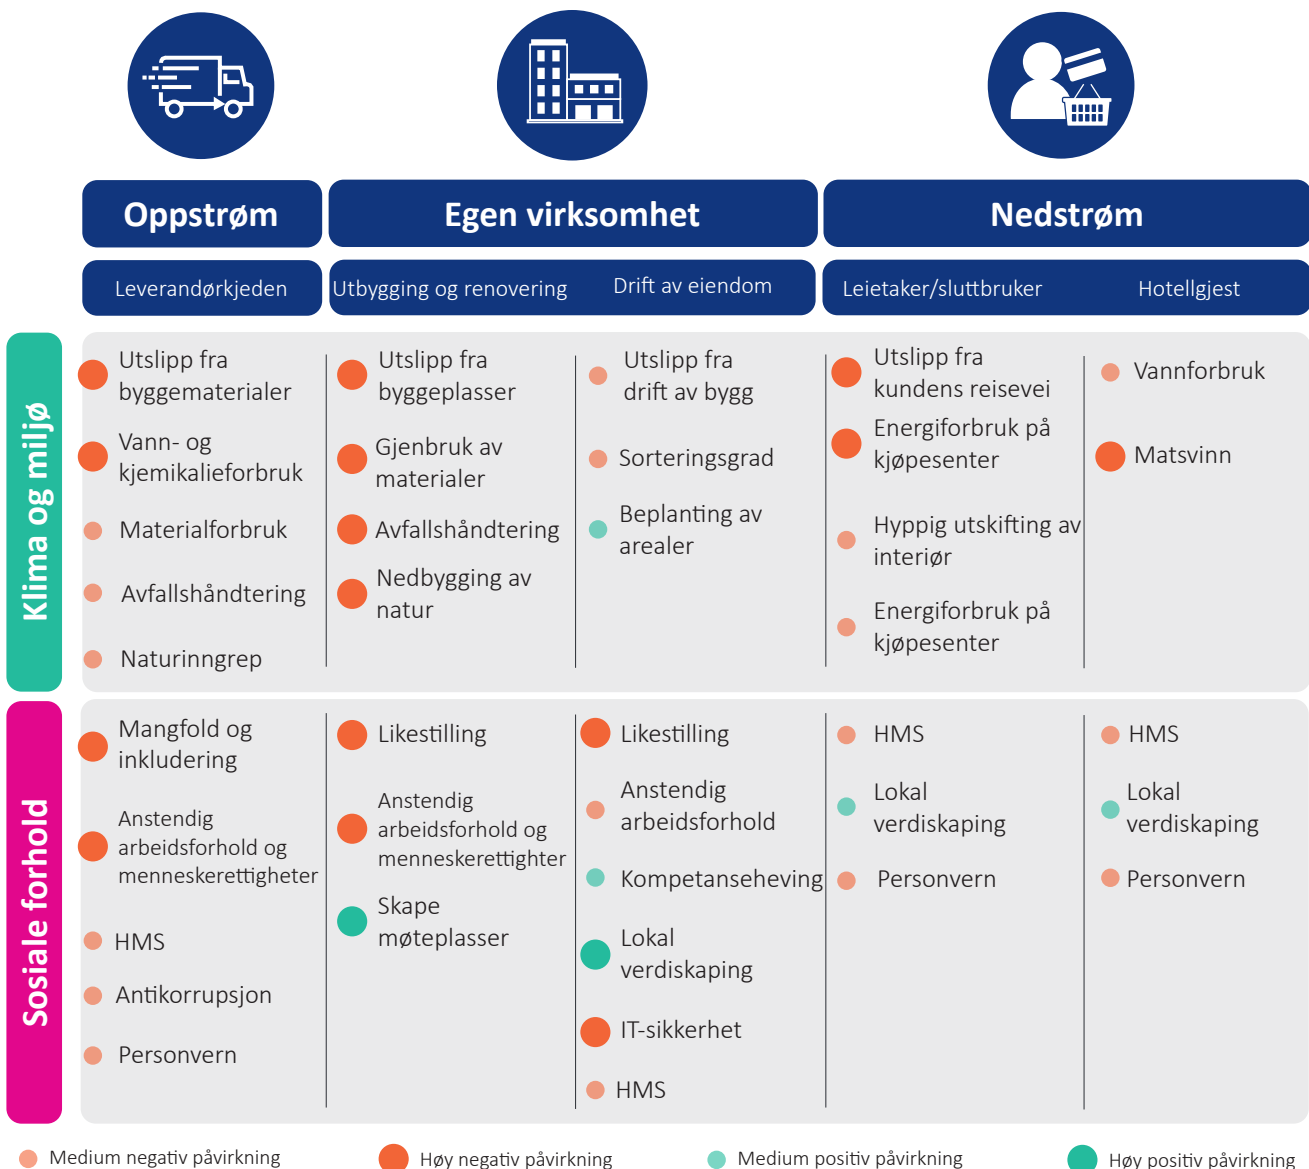 Oppstrøm
Egen virksomhet
Nedstrøm
Leverandørkjeden
Utbygging og renovering
Drift av eiendom
Leietaker/sluttbruker
Hotellgjest
Klima og miljø
Utslipp fra
byggematerialer
Vann- og
kjemikalieforbruk
Materialforbruk
Avfallshåndtering
Naturinngrep
Utslipp fra
byggeplasser
Gjenbruk av
materialer
Avfallshåndtering
Nedbygging av
natur
Utslipp fra
drift av bygg
Sorteringsgrad
Beplanting av
arealer
Utslipp fra
kundens reisevei
Energiforbruk på
kjøpesenter
Hyppig utskifting av
interiør
Energiforbruk på
kjøpesenter
Vannforbruk
Matsvinn
Sosiale forhold
Mangfold og
inkludering
Anstendig
arbeidsforhold og
menneskerettigheter
HMS
Antikorrupsjon
Personvern
Likestilling
Anstendig
arbeidsforhold og
menneskerettighter
Skape
møteplasser
Likestilling
Anstendig
arbeidsforhold
Kompetanseheving
Lokal
verdiskaping
IT-sikkerhet
HMS
HMS
Lokal
verdiskaping
Personvern
HMS
Lokal
verdiskaping
Personvern
Medium negativ påvirkning
Høy negativ påvirkning
Medium positiv påvirkning
Høy positiv påvirkning